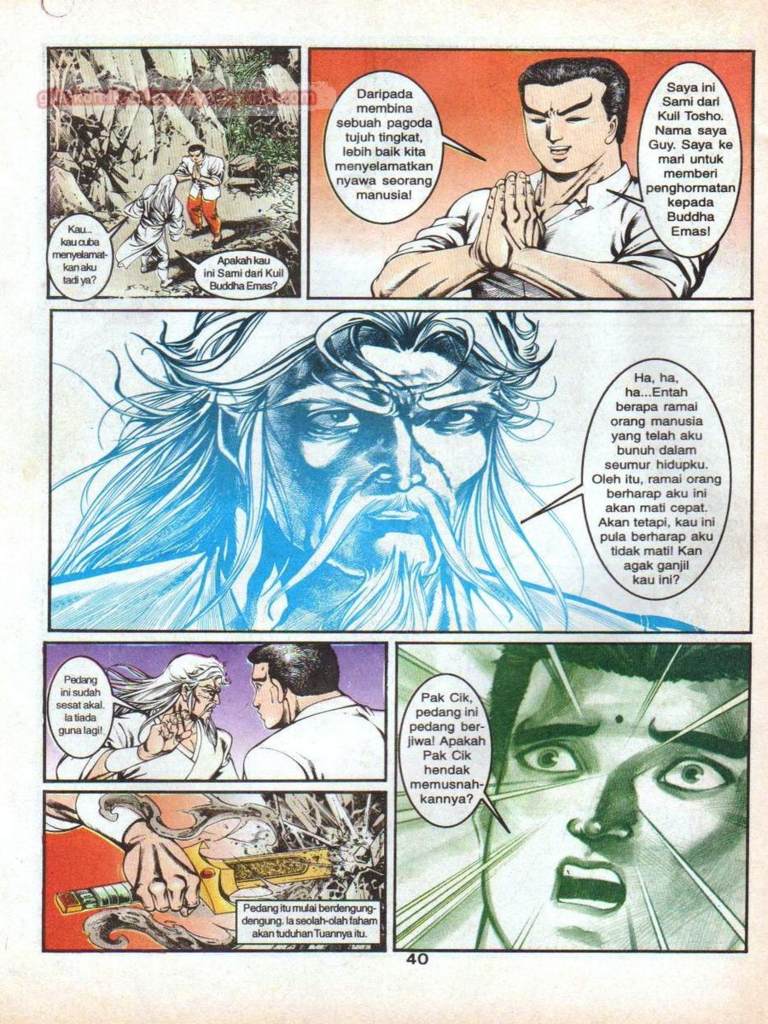 Kau...
kau cuba
menyelamat-
kan aku
tadi ya?
Apakah kau
ini Sami dari Kuil
Buddha Emas?
Daripada
membina
sebuah pagoda
tujuh tingkat,
lebih baik kita
menyelamatkan
nyawa seorang
manusia!
Saya ini
Sami dari
Kuil Tosho.
Nama saya
Guy. Saya ke
mari untuk
memberi
penghormatan
kepada
Buddha
Emas!
Ha, ha,
ha...Entah
berapa ramai
orang manusia
yang telah aku
bunuh dalam
seumur hidupku.
Oleh itu, ramai orang
berharap aku ini
akan mati cepat.
Akan tetapi, kau ini
pula berharap aku
tidak mati! Kan
agak ganjil
kau ini?
Pedang
ini sudah
sesat akal.
Ia tiada
guna lagi!
Pak Cik,
pedang ini
pedang ber-
jiwa! Apakah
Pak Cik
hendak
memusnah-
kannya?
Pedang itu mulai berdengung-
dengung. Ia seolah-olah faham
akan tuduhan Tuannya itu.
40